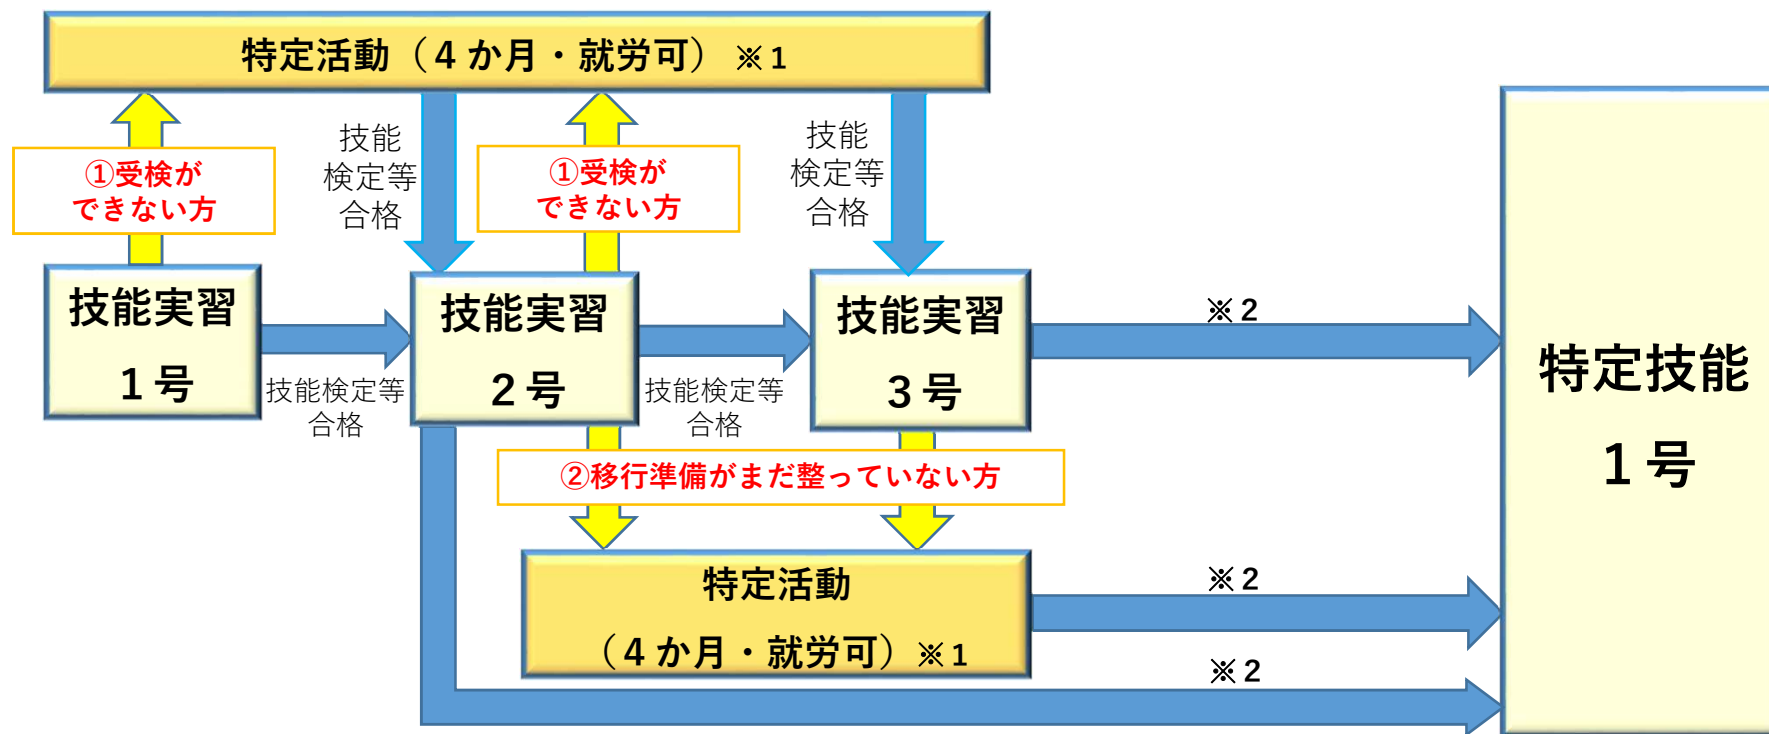 特定活動（４か月・就労可）※１
①受検が
できない方
技能
検定等
合格
①受検が
できない方
技能
検定等
合格
技能実習
１号
技能検定等
合格
技能実習
２号
技能検定等
合格
技能実習
３号
※２
特定技能
１号
②移行準備がまだ整っていない方
特定活動
（４か月・就労可）※１
※２
※２